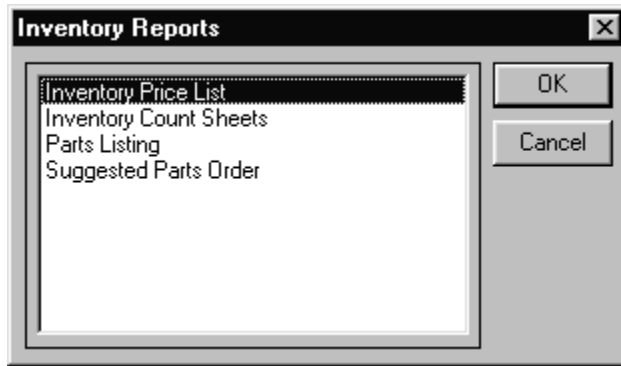 Inventory Reports
Inventory Price List
Inventory Count Sheets
Parts Listing
Suggested Parts Order
OK
Cancel